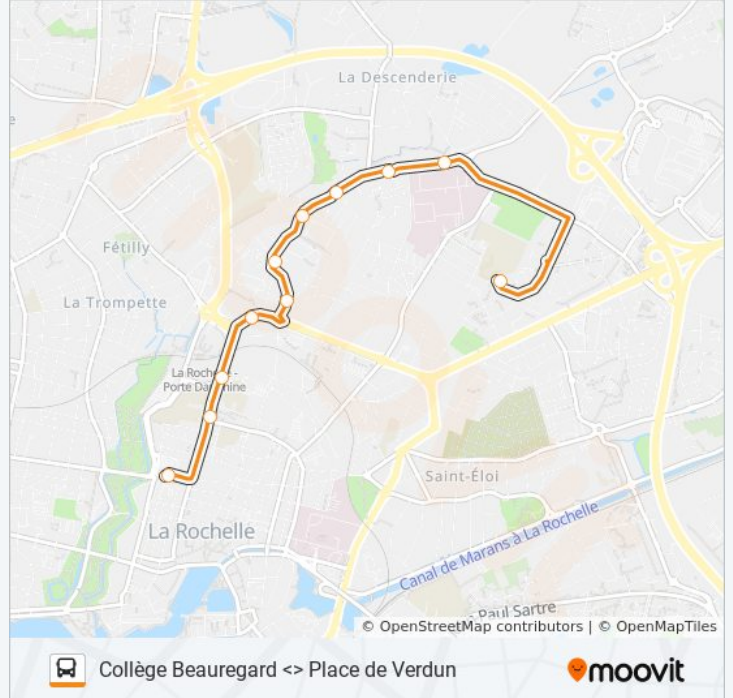 La Descenderie
Fétilly
La Trompette
La Rochelle -
Porte Dauphine
Saint-Éloi
La Rochelle
Canal de Marans à La Rochelle
Paul Sartre
© OpenStreetMap contributors | © OpenMapTiles
Collège Beauregard <> Place de Verdun
moovit